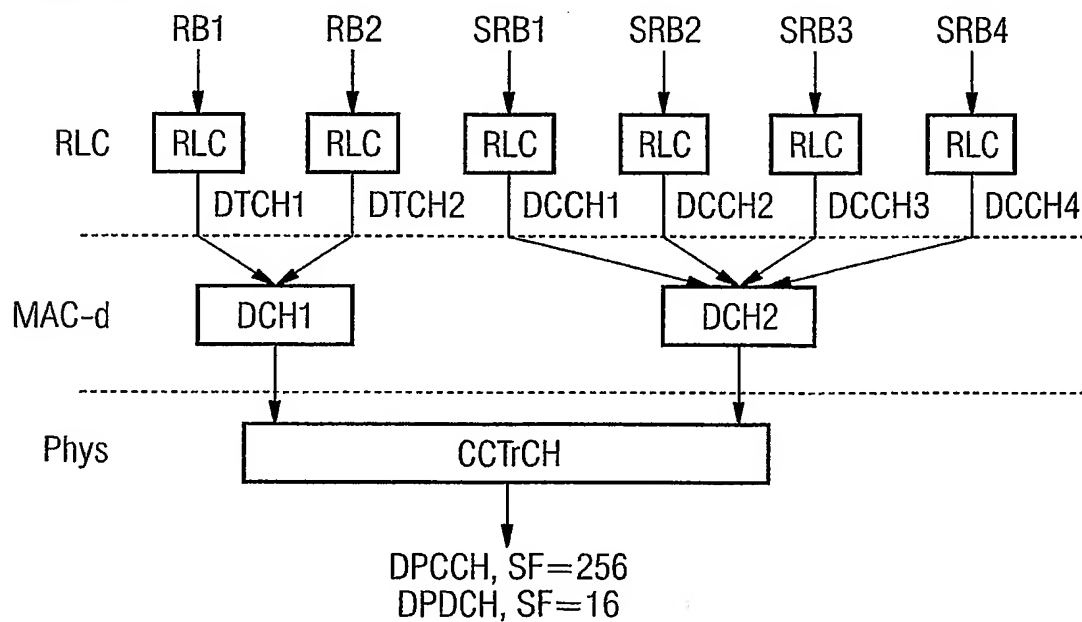 RB1 RB2 SRB1 SRB2 SRB3 SRB4
RLC RLC RLC RLC RLC RLC RLC
DTCH1 DTCH2 DCCH1 DCCH2 DCCH3 DCCH4
MAC-d DCH1 DCH2
Phys CCTrCH
DPCCH, SF=256
DPDCH, SF=16